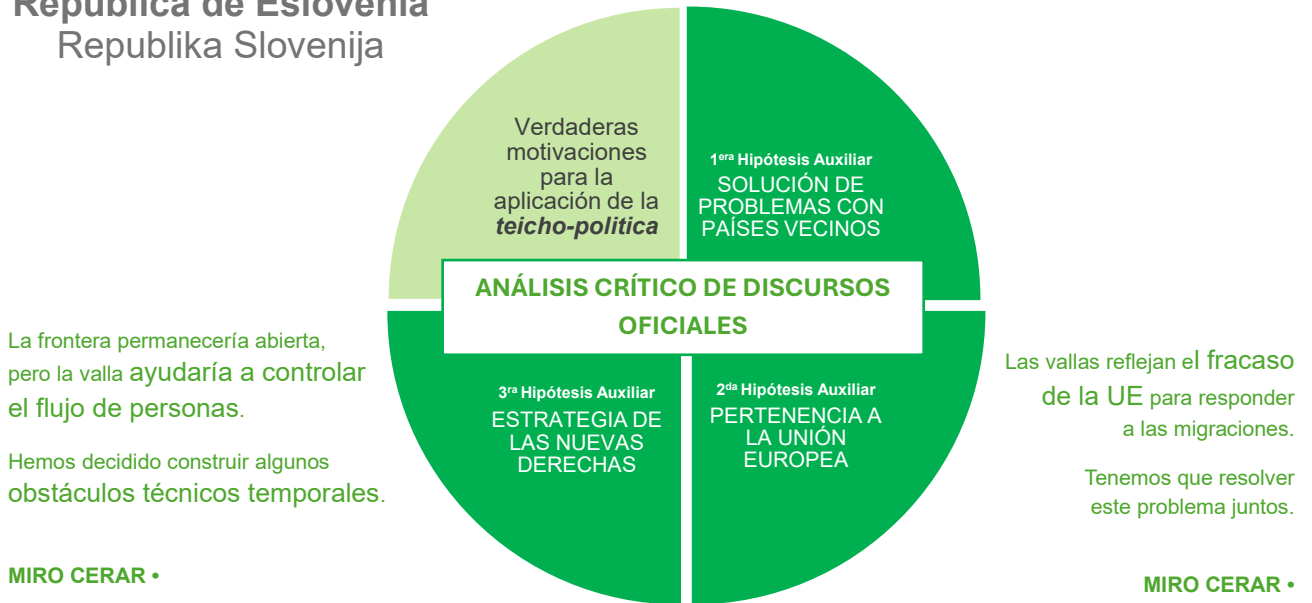 República de Eslovenia
Republika Slovenija
Verdaderas
motivaciones
para la
aplicación de la
teicho-politica
1era Hipótesis Auxiliar
SOLUCIÓN DE
PROBLEMAS CON
PAÍSES VECINOS
ANÁLISIS CRÍTICO DE DISCURSOS
OFICIALES
3ra Hipótesis Auxiliar
ESTRATEGIA DE
LAS NUEVAS
DERECHAS
2da Hipótesis Auxiliar
PERTENENCIA A
LA UNIÓN
EUROPEA
La frontera permanecería abierta,
pero la valla ayudaría a controlar
el flujo de personas.
Hemos decidido construir algunos
obstáculos técnicos temporales.
MIRO CERAR •
Las vallas reflejan el fracaso
de la UE para responder
a las migraciones.
Tenemos que resolver
este problema juntos.
MIRO CERAR •